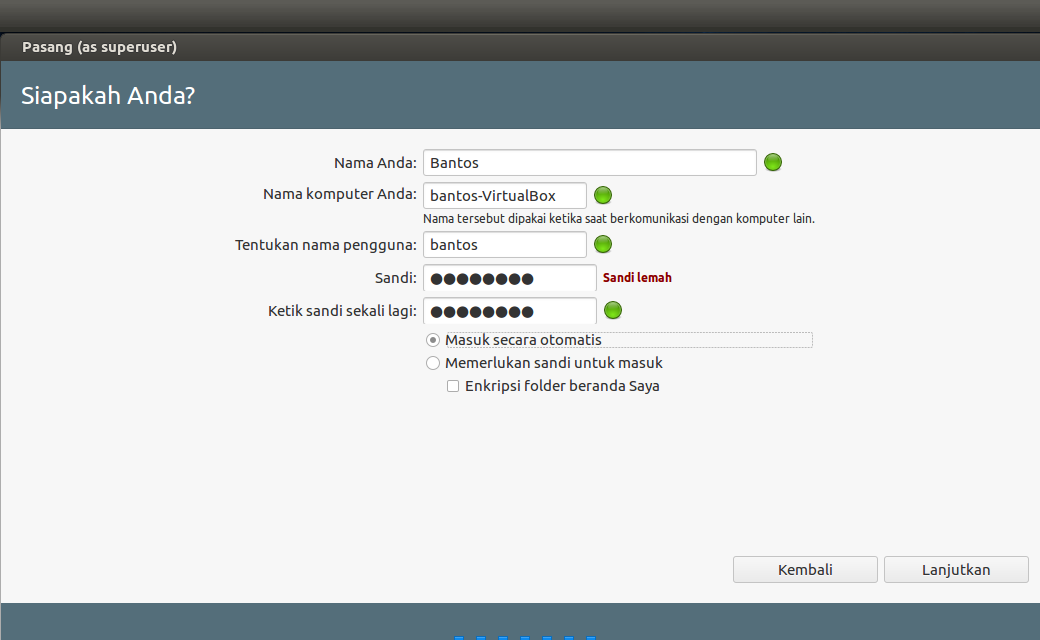 Pasang (as superuser)
Siapakah Anda?
Nama Anda: Bantos
Nama komputer Anda: bantos-VirtualBox
Nama tersebut dipakai ketika saat berkomunikasi dengan komputer lain.
Tentukan nama pengguna: bantos
Sandi: ●●●●●●●● Sandi lemah
Ketik sandi sekali lagi: ●●●●●●●●
Masuk secara otomatis
Memerlukan sandi untuk masuk
Enkripsi folder beranda Saya
Kembali Lanjutkan